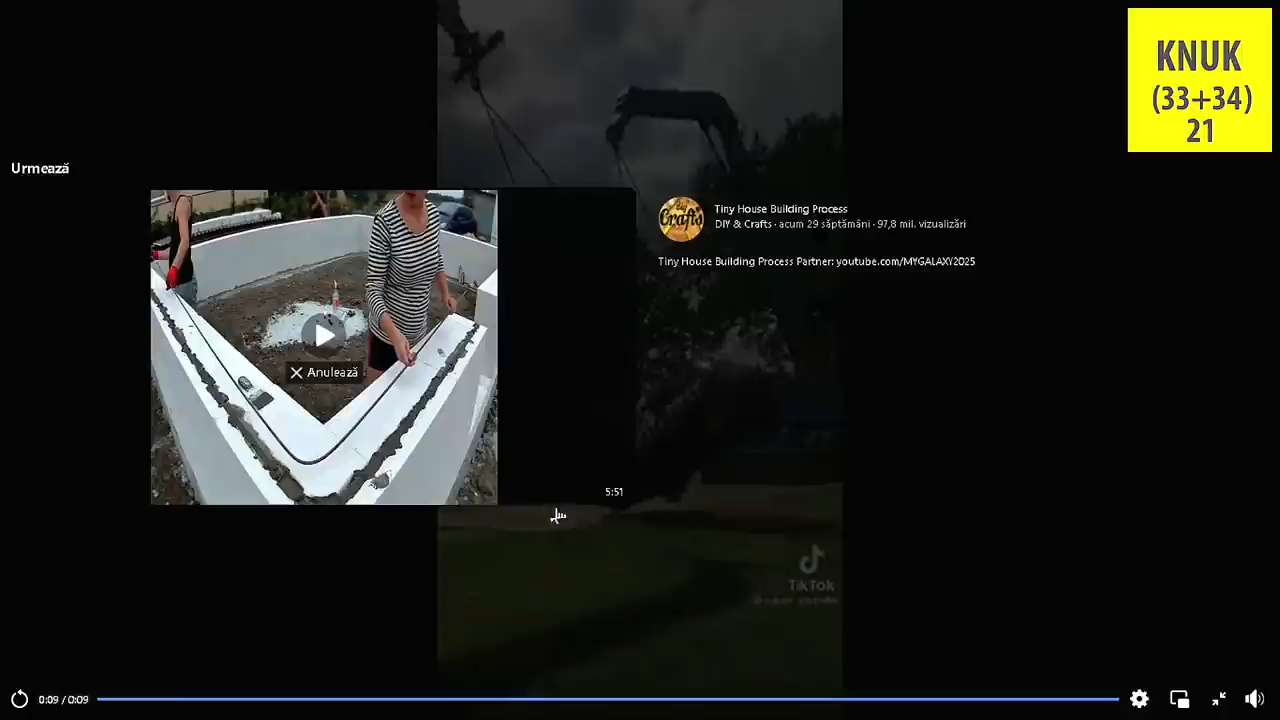 KNUK
(33+34)
21
Urmează
Crafts
Tiny House Building Process
DIY & Crafts · acum 29 săptămâni · 97,8 mil. vizualizări
Tiny House Building Process Partner: youtube.com/MYGALAXY2025
Anulează
5:51
TikTok
0:09 / 0:09